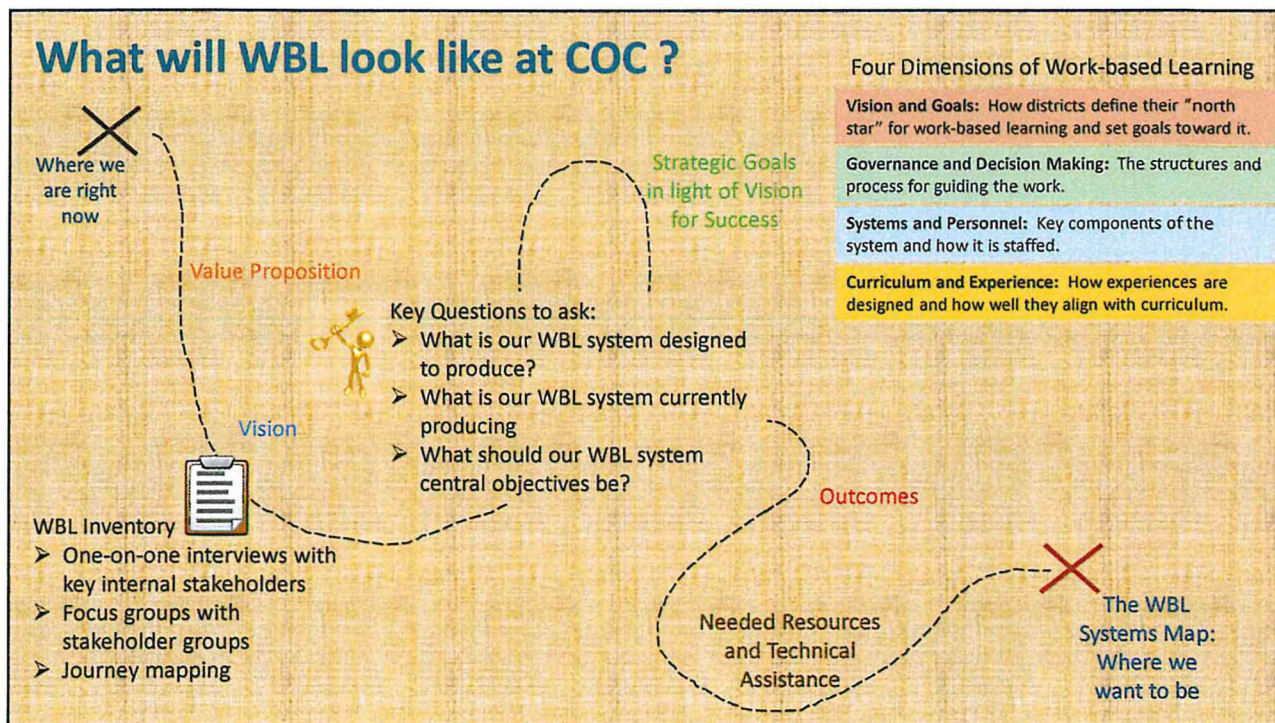 What will WBL look like at COC ?
Where we
are right
now
Value Proposition
Vision
WBL Inventory
➢ One-on-one interviews with
key internal stakeholders
➢ Focus groups with
stakeholder groups
➢ Journey mapping
Key Questions to ask:
➢ What is our WBL system designed
to produce?
➢ What is our WBL system currently
producing
➢ What should our WBL system
central objectives be?
Strategic Goals
in light of Vision
for Success
Outcomes
Needed Resources
and Technical
Assistance
The WBL
Systems Map:
Where we
want to be
Four Dimensions of Work-based Learning
Vision and Goals: How districts define their “north
star” for work-based learning and set goals toward it.
Governance and Decision Making: The structures and
process for guiding the work.
Systems and Personnel: Key components of the
system and how it is staffed.
Curriculum and Experience: How experiences are
designed and how well they align with curriculum.